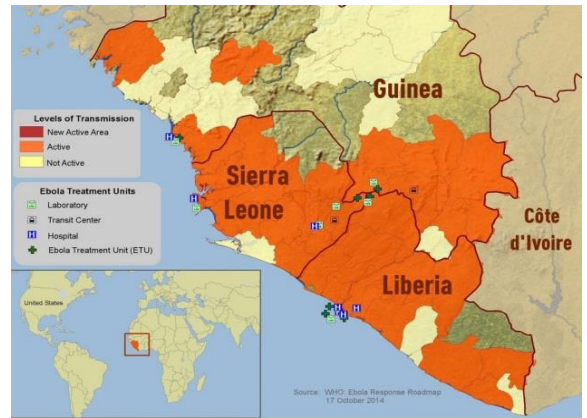 Guinea
Levels of Transmission
New Active Area
Active
Not Active
Ebola Treatment Units
Laboratory
Transit Center
Hospital
Ebola Treatment Unit (ETU)
Sierra
Leone
Côte
d'Ivoire
Liberia
United States
Source: WHO: Ebola Response Roadmap
17 October 2014
H
H
H
H
H
H
H